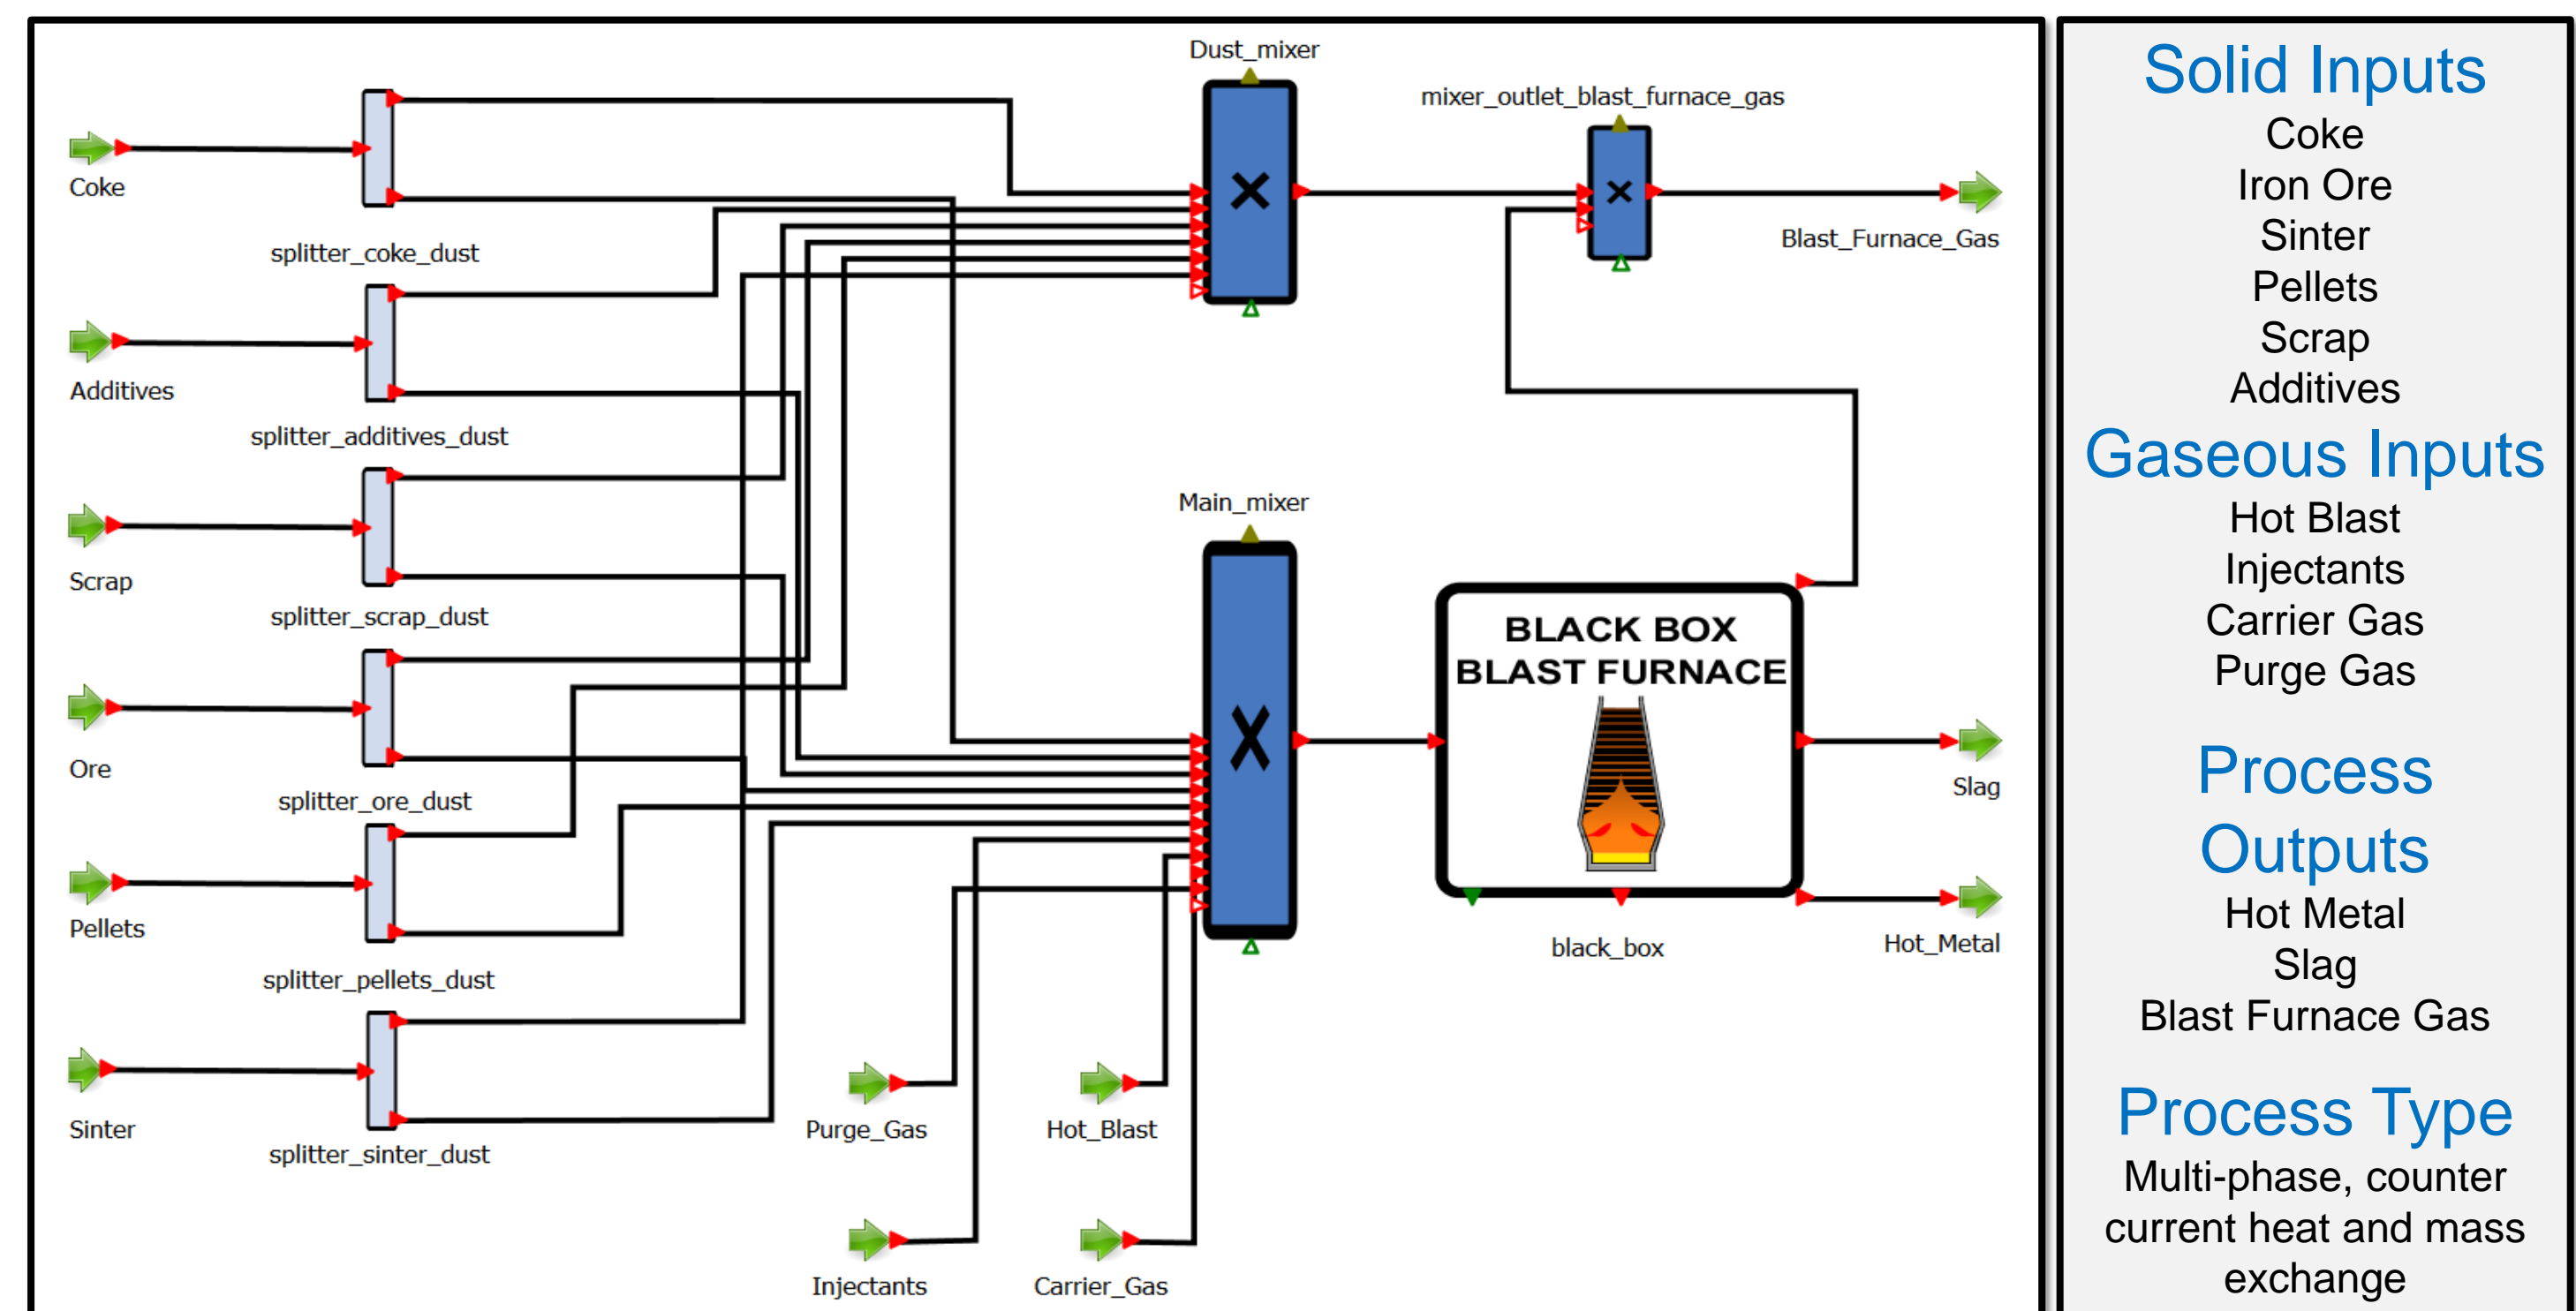 Dust_mixer
mixer_outlet_blast_furnace_gas
Coke
splitter_coke_dust
Blast_Furnace_Gas
Additives
splitter_additives_dust
Main_mixer
Scrap
splitter_scrap_dust
BLACK BOX
BLAST FURNACE
Ore
splitter_ore_dust
Slag
Pellets
splitter_pellets_dust
black_box
Hot_Metal
Sinter
splitter_sinter_dust
Purge_Gas
Hot_Blast
Injectants
Carrier_Gas
Solid Inputs
Coke
Iron Ore
Sinter
Pellets
Scrap
Additives
Gaseous Inputs
Hot Blast
Injectants
Carrier Gas
Purge Gas
Process
Outputs
Hot Metal
Slag
Blast Furnace Gas
Process Type
Multi-phase, counter
current heat and mass
exchange